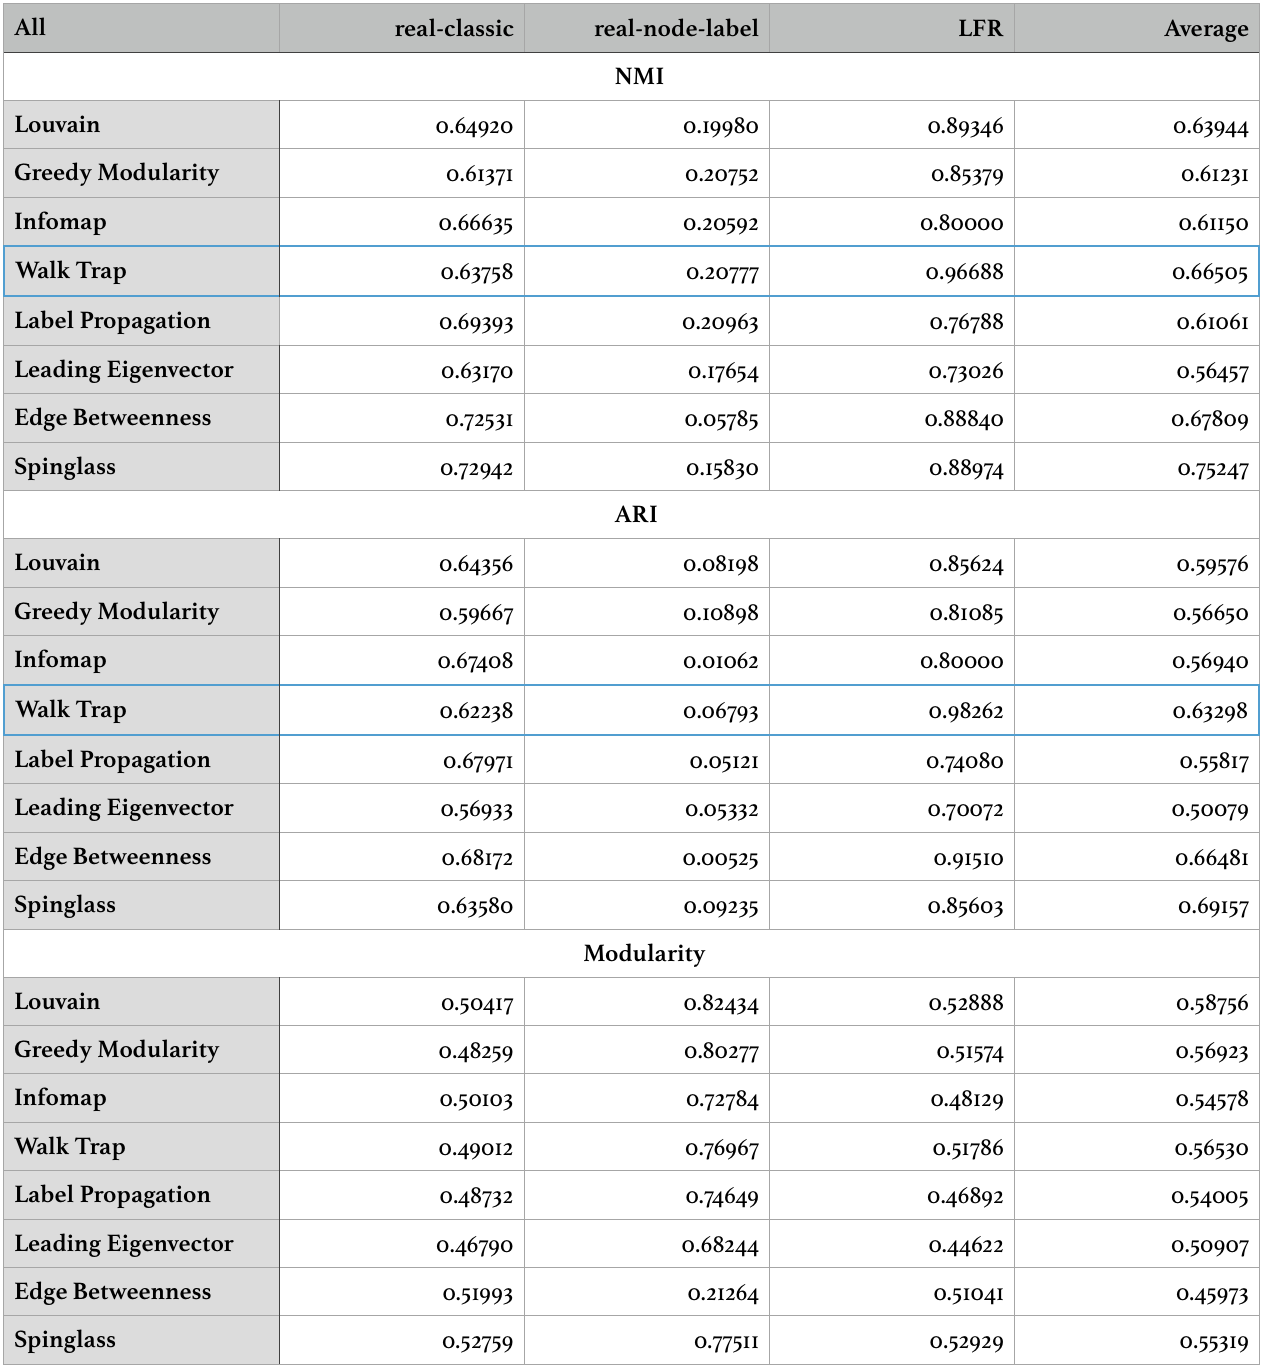 All real-classic real-node-label LFR Average
NMI
Louvain 0.64920 0.19980 0.89346 0.63944
Greedy Modularity 0.61371 0.20752 0.85379 0.61231
Infomap 0.66635 0.20592 0.80000 0.61150
Walk Trap 0.63758 0.20777 0.96688 0.66505
Label Propagation 0.69393 0.20963 0.76788 0.61061
Leading Eigenvector 0.63170 0.17654 0.73026 0.56457
Edge Betweenness 0.72531 0.05785 0.88840 0.67809
Spinglass 0.72942 0.15830 0.88974 0.75247
ARI
Louvain 0.64356 0.08198 0.85624 0.59576
Greedy Modularity 0.59667 0.10898 0.81085 0.56650
Infomap 0.67408 0.01062 0.80000 0.56940
Walk Trap 0.62238 0.06793 0.98262 0.63298
Label Propagation 0.67971 0.05121 0.74080 0.55817
Leading Eigenvector 0.56933 0.05332 0.70072 0.50079
Edge Betweenness 0.68172 0.00525 0.91510 0.66481
Spinglass 0.63580 0.09235 0.85603 0.69157
Modularity
Louvain 0.50417 0.82434 0.52888 0.58756
Greedy Modularity 0.48259 0.80277 0.51574 0.56923
Infomap 0.50103 0.72784 0.48129 0.54578
Walk Trap 0.49012 0.76967 0.51786 0.56530
Label Propagation 0.48732 0.74649 0.46892 0.54005
Leading Eigenvector 0.46790 0.68244 0.44622 0.50907
Edge Betweenness 0.51993 0.21264 0.51041 0.45973
Spinglass 0.52759 0.77511 0.52929 0.55319